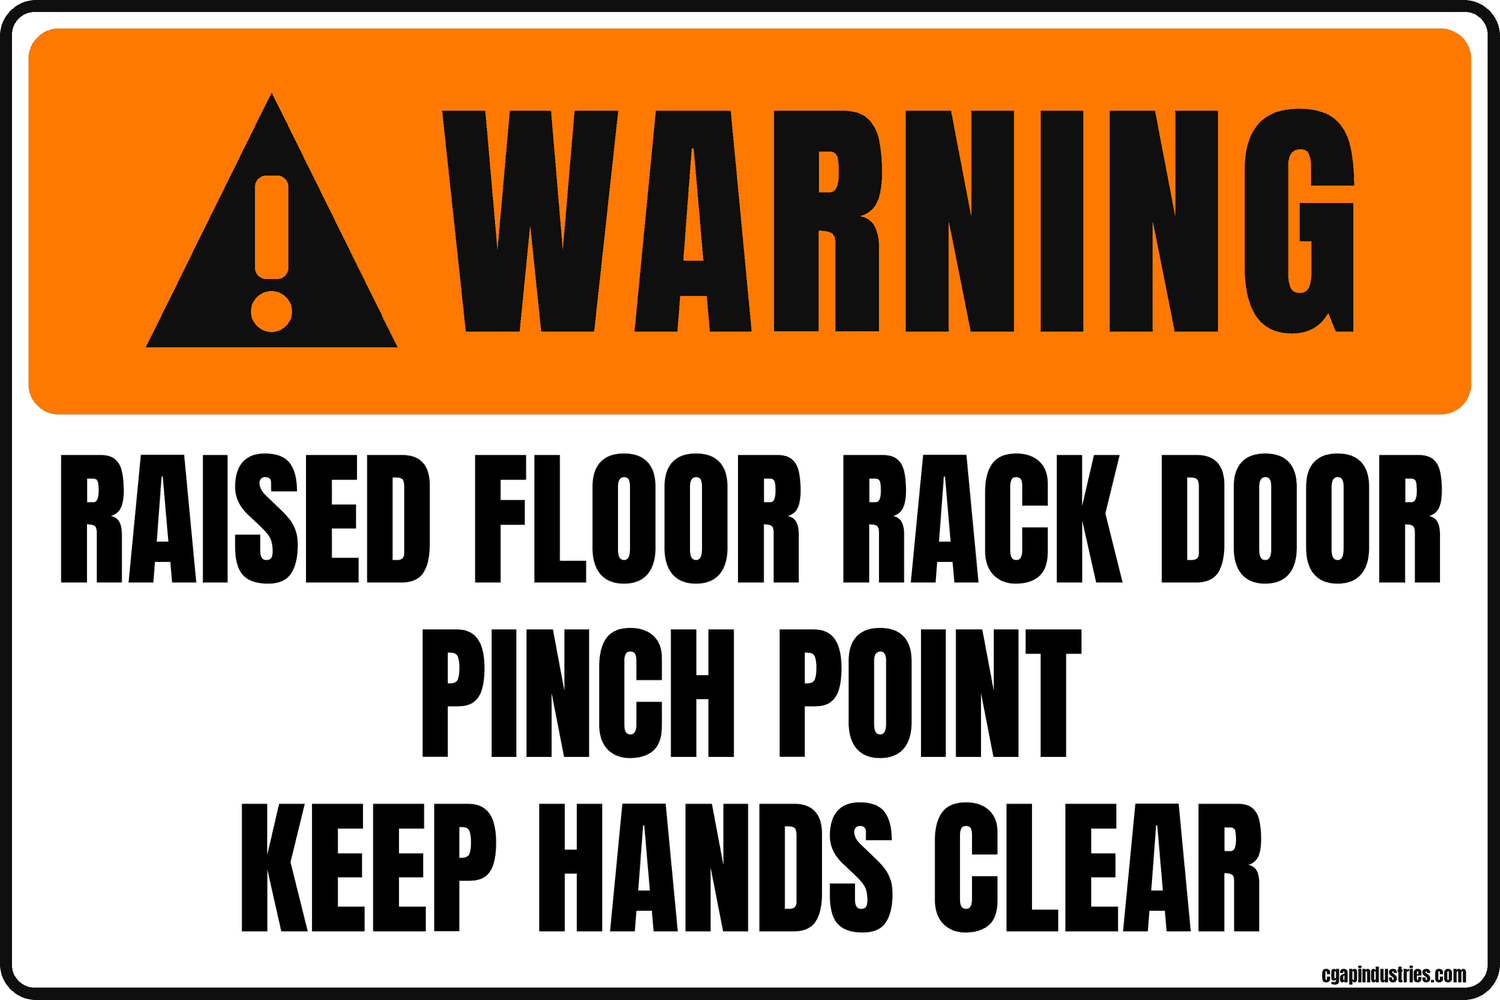 WARNING
RAISED FLOOR RACK DOOR
PINCH POINT
KEEP HANDS CLEAR
cgapindustries.com